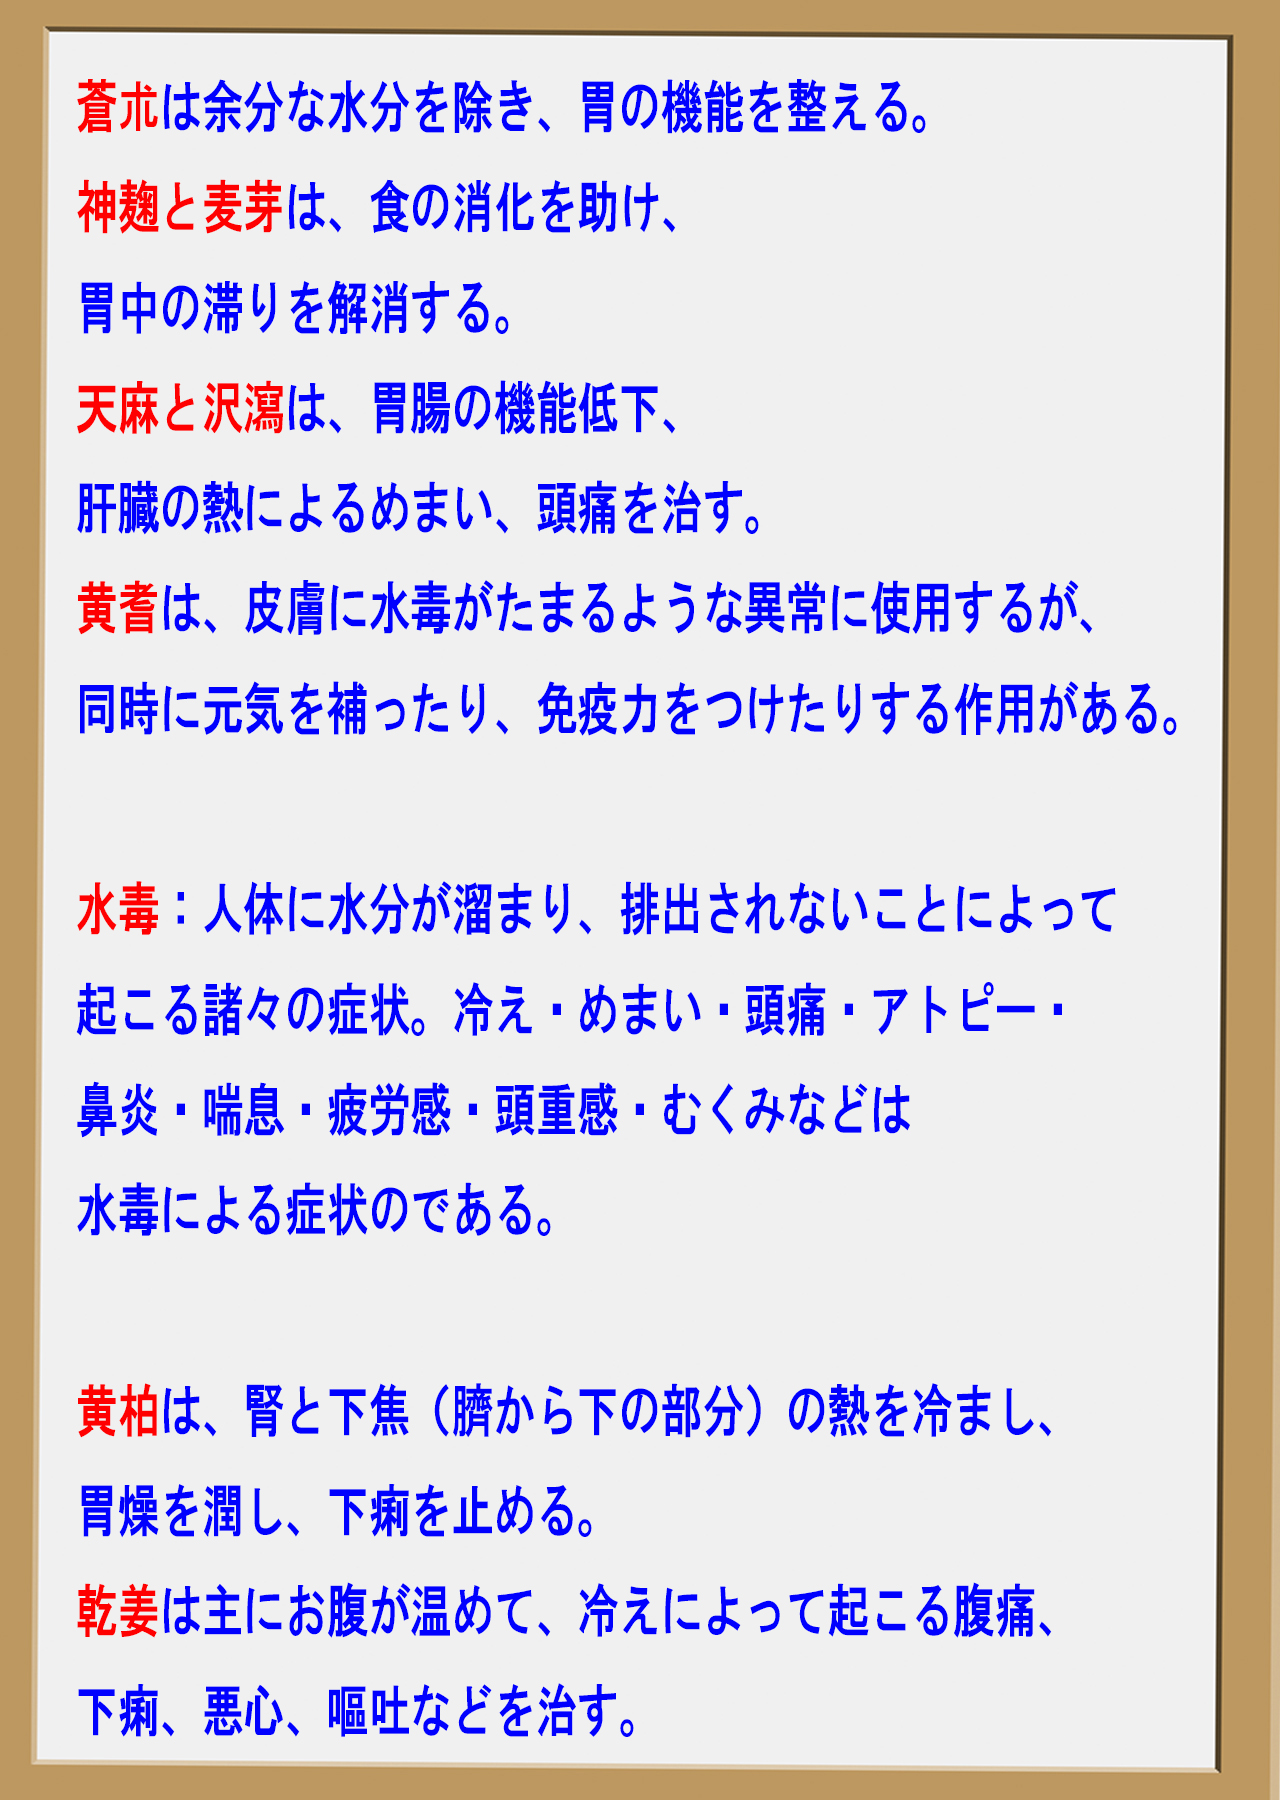 蒼朮は余分な水分を除き、胃の機能を整える。
神麹と麦芽は、食の消化を助け、
胃中の滞りを解消する。
天麻と沢瀉は、胃腸の機能低下、
肝臓の熱によるめまい、頭痛を治す。
黄耆は、皮膚に水毒がたまるような異常に使用するが、
同時に元気を補ったり、免疫力をつけたりする作用がある。
水毒：人体に水分が溜まり、排出されないことによって
起こる諸々の症状。冷え・めまい・頭痛・アトピー・
鼻炎・喘息・疲労感・頭重感・むくみなどは
水毒による症状のである。
黄柏は、腎と下焦（臍から下の部分）の熱を冷まし、
胃燥を潤し、下痢を止める。
乾姜は主にお腹が温めて、冷えによって起こる腹痛、
下痢、悪心、嘔吐などを治す。